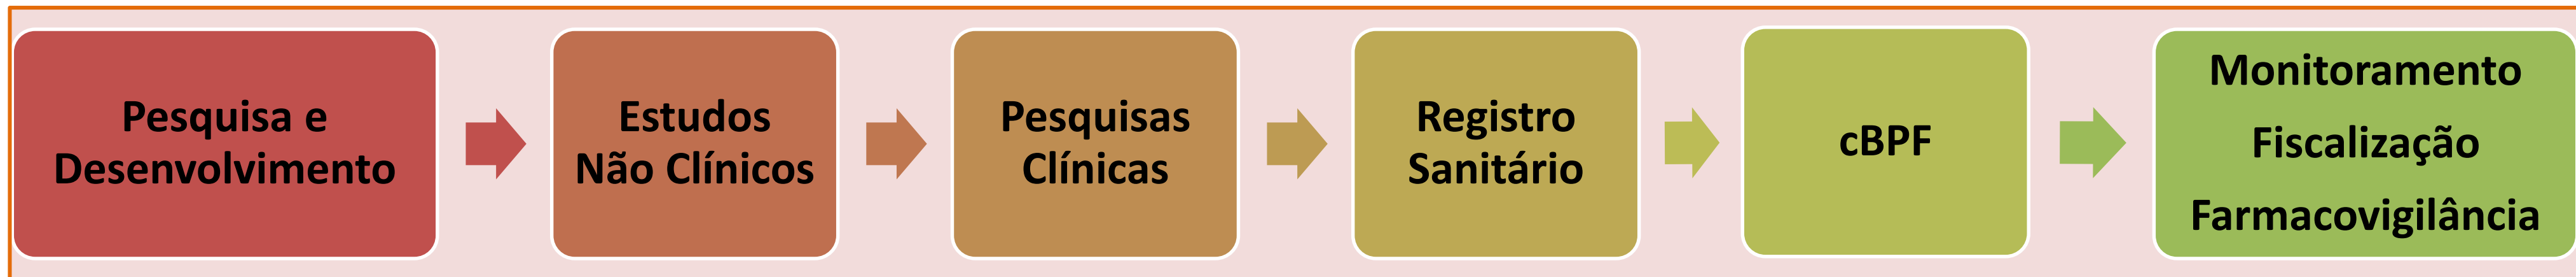 Pesquisa e
Desenvolvimento
Estudos
Não Clínicos
Pesquisas
Clínicas
Registro
Sanitário
cBPF
Monitoramento
Fiscalização
Farmacovigilância